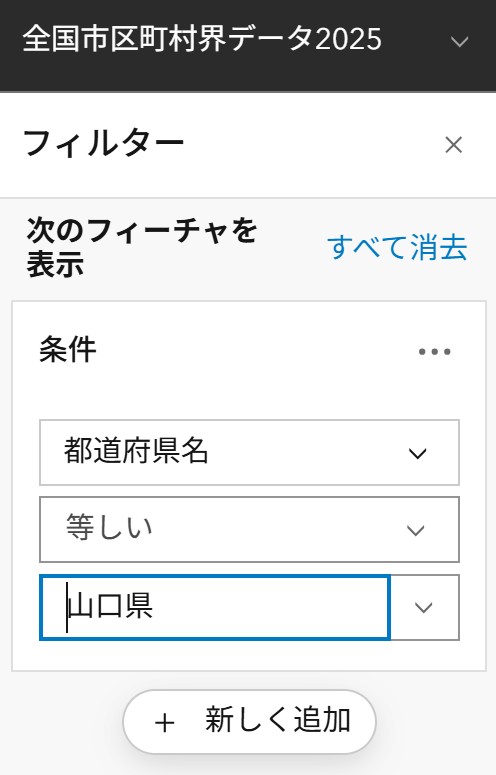 全国市区町村界データ2025
フィルター
次のフィーチャを
表示
すべて消去
条件
都道府県名
等しい
山口県
新しく追加